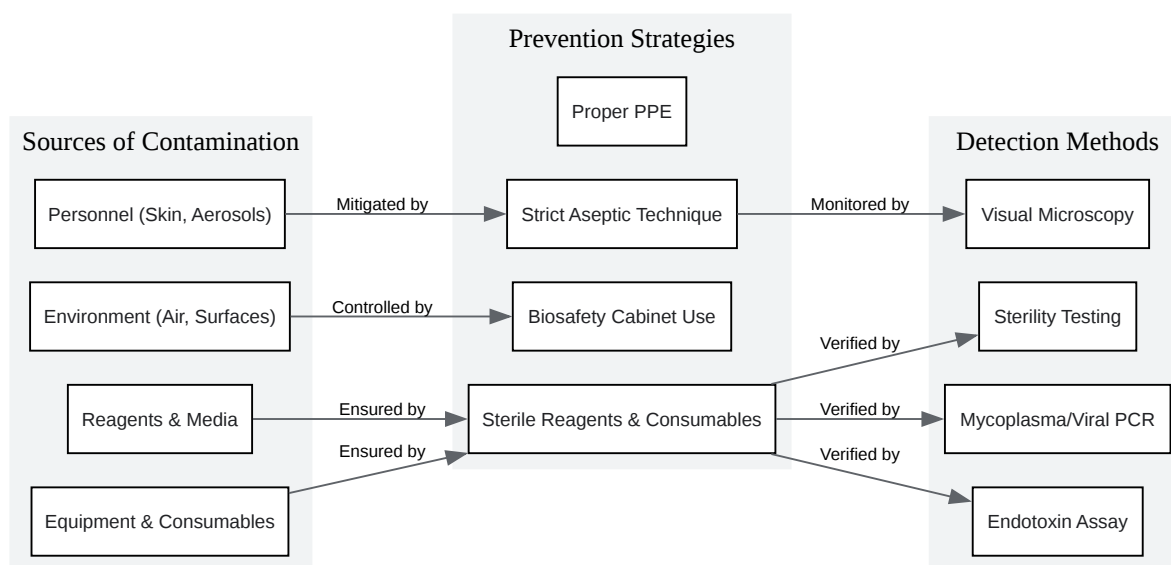 Prevention Strategies
Proper PPE
Sources of Contamination
Detection Methods
Personnel (Skin, Aerosols)
Mitigated by
Strict Aseptic Technique
Monitored by
Visual Microscopy
Environment (Air, Surfaces)
Controlled by
Biosafety Cabinet Use
Sterility Testing
Verified by
Reagents & Media
Ensured by
Sterile Reagents & Consumables
Verified by
Mycoplasma/Viral PCR
Ensured by
Verified by
Equipment & Consumables
Endotoxin Assay